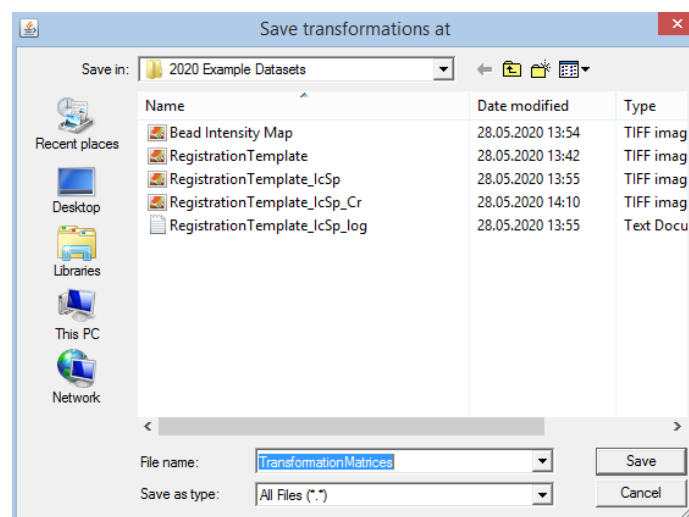 Save transformations at
Save in: 2020 Example Datasets
Name Date modified Type
Bead Intensity Map 28.05.2020 13:54 TIFF imag
RegistrationTemplate 28.05.2020 13:42 TIFF imag
RegistrationTemplate_IcSp 28.05.2020 13:55 TIFF imag
RegistrationTemplate_IcSp_Cr 28.05.2020 14:10 TIFF imag
RegistrationTemplate_IcSp_log 28.05.2020 13:55 Text Docu
Recent places
Desktop
Libraries
This PC
Network
File name: TransformationMatrices Save
Save as type: All Files (*.*) Cancel